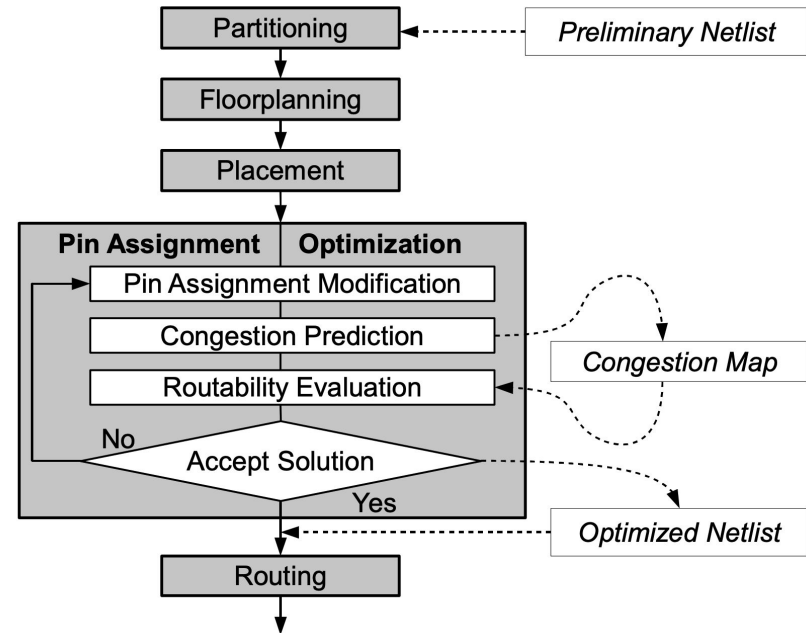 Partitioning
Preliminary Netlist
Floorplanning
Placement
Pin Assignment Optimization
Pin Assignment Modification
Congestion Prediction
Congestion Map
Routability Evaluation
No
Accept Solution
Yes
Optimized Netlist
Routing